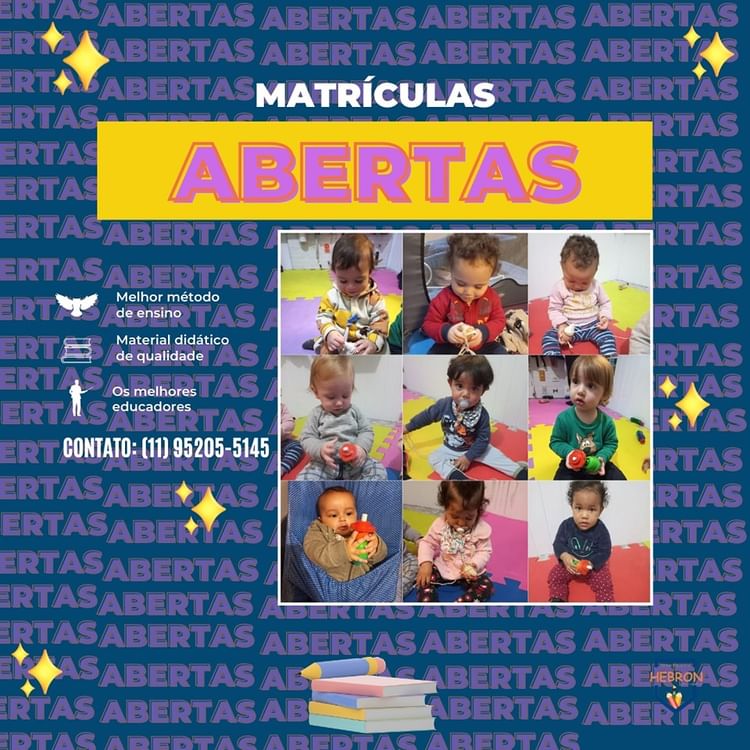 MATRÍCULAS
ABERTAS
Melhor método
de ensino
Material didático
de qualidade
Os melhores
educadores
CONTATO: (11) 95205-5145
HEBRON